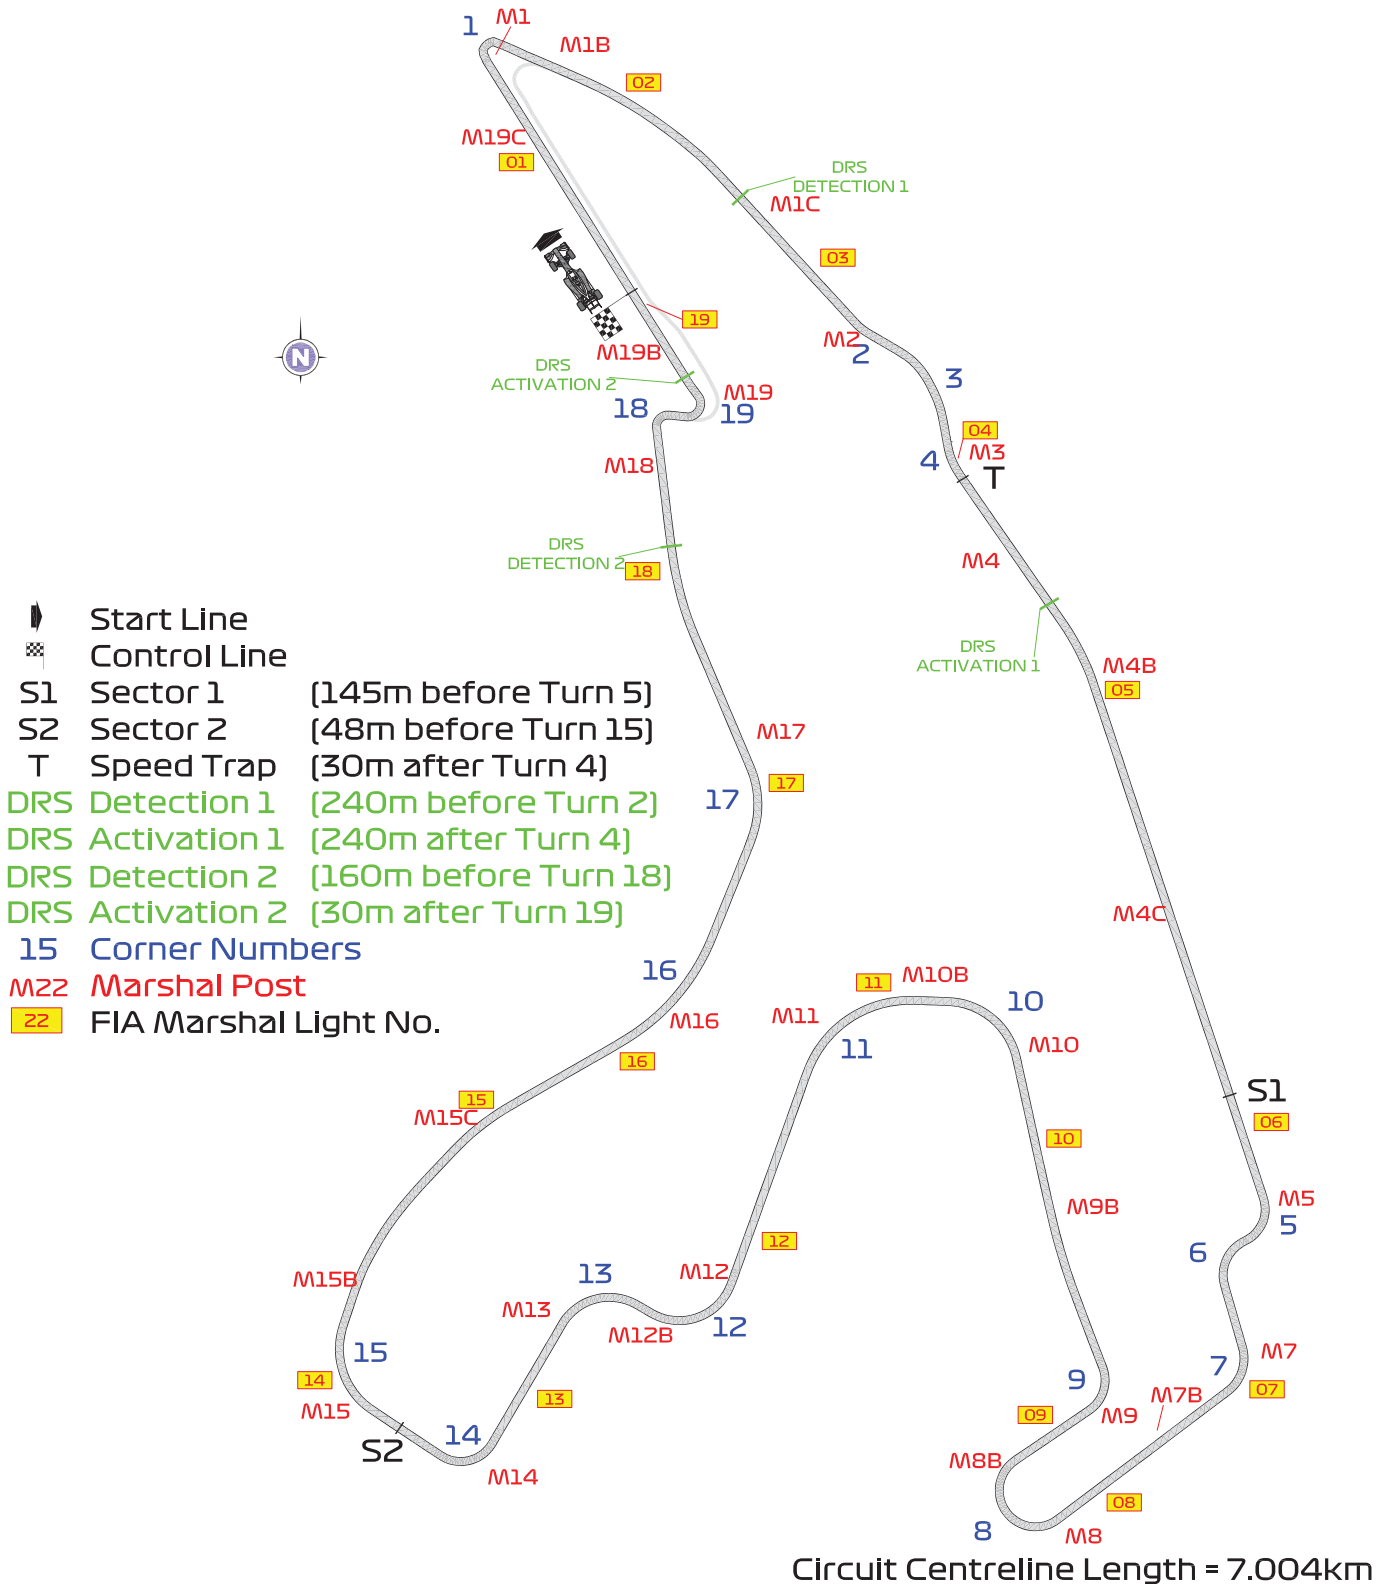 1
M1
M1B
02
M19C
01
DRS
DETECTION 1
M1C
03
19
M2
2
M19B
DRS
ACTIVATION 2
N
3
M19
18
19
04
M3
4
T
M18
DRS
DETECTION 2
18
M4
DRS
ACTIVATION 1
M4B
05
Start Line
Control Line
S1 Sector 1 (145m before Turn 5)
S2 Sector 2 (48m before Turn 15)
T Speed Trap (30m after Turn 4)
DRS Detection 1 (240m before Turn 2)
DRS Activation 1 (240m after Turn 4)
DRS Detection 2 (160m before Turn 18)
DRS Activation 2 (30m after Turn 19)
15 Corner Numbers
M22 Marshal Post
22 FIA Marshal Light No.
M17
17
17
M4C
16
M16
16
11
M10B
10
M11
11
M10
15
M15C
S1
06
10
M9B
M5
5
6
12
M12
13
M15B
M13
12
M12B
15
14
M15
13
14
S2
M14
7
M7
07
M7B
9
M9
09
M8B
08
8
M8
Circuit Centreline Length = 7.004km